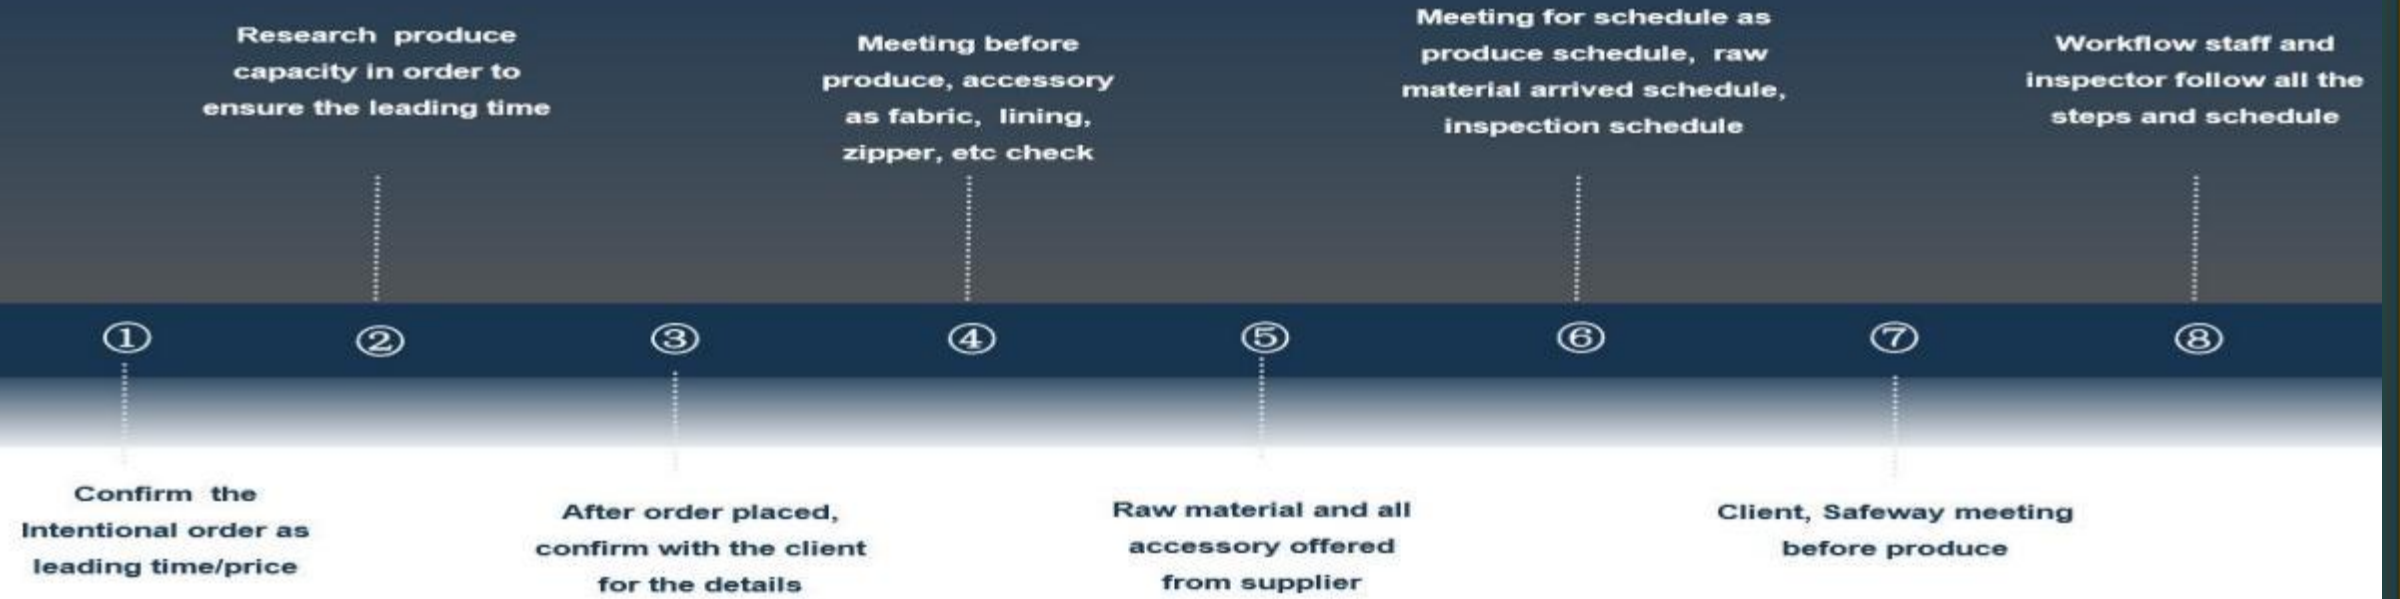 Research produce
capacity in order to
ensure the leading time
Meeting before
produce, accessory
as fabric, lining,
zipper, etc check
Meeting for schedule as
produce schedule, raw
material arrived schedule,
inspection schedule
Workflow staff and
inspector follow all the
steps and schedule
① ② ③ ④ ⑤ ⑥ ⑦ ⑧
Confirm the
Intentional order as
leading time/price
After order placed,
confirm with the client
for the details
Raw material and all
accessory offered
from supplier
Client, Safeway meeting
before produce